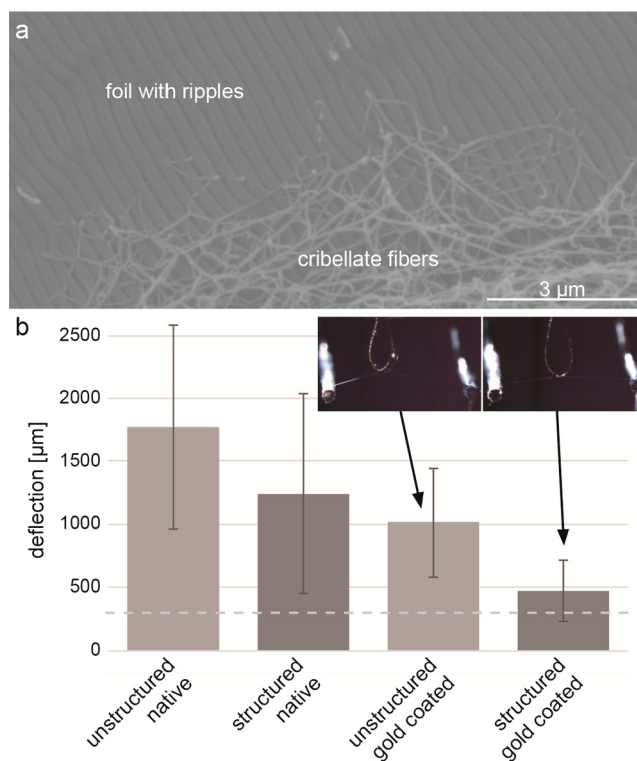 a
foil with ripples
cribellate fibers
3 µm
b
deflection [µm]
2500
2000
1500
1000
500
0
unstructured
native
structured
native
unstructured
gold coated
structured
gold coated